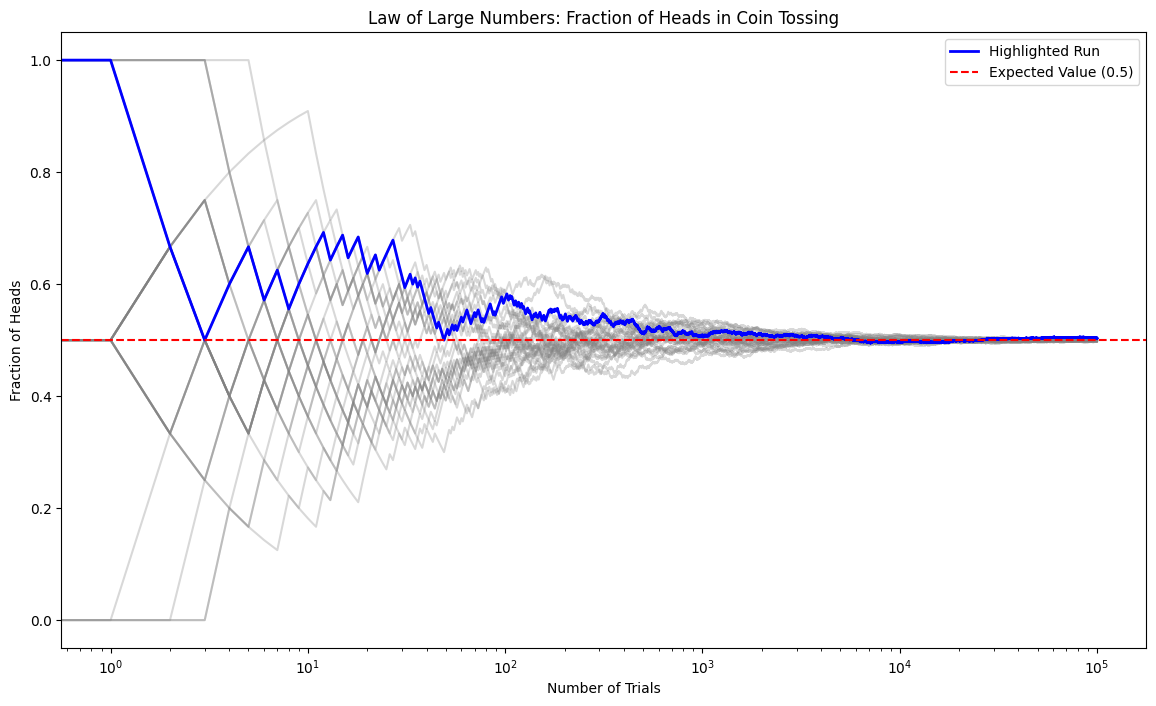 Law of Large Numbers: Fraction of Heads in Coin Tossing
Highlighted Run
Expected Value (0.5)
1.0
0.8
0.6
0.4
0.2
0.0
Fraction of Heads
10⁰
10¹
10²
10³
10⁴
10⁵
Number of Trials